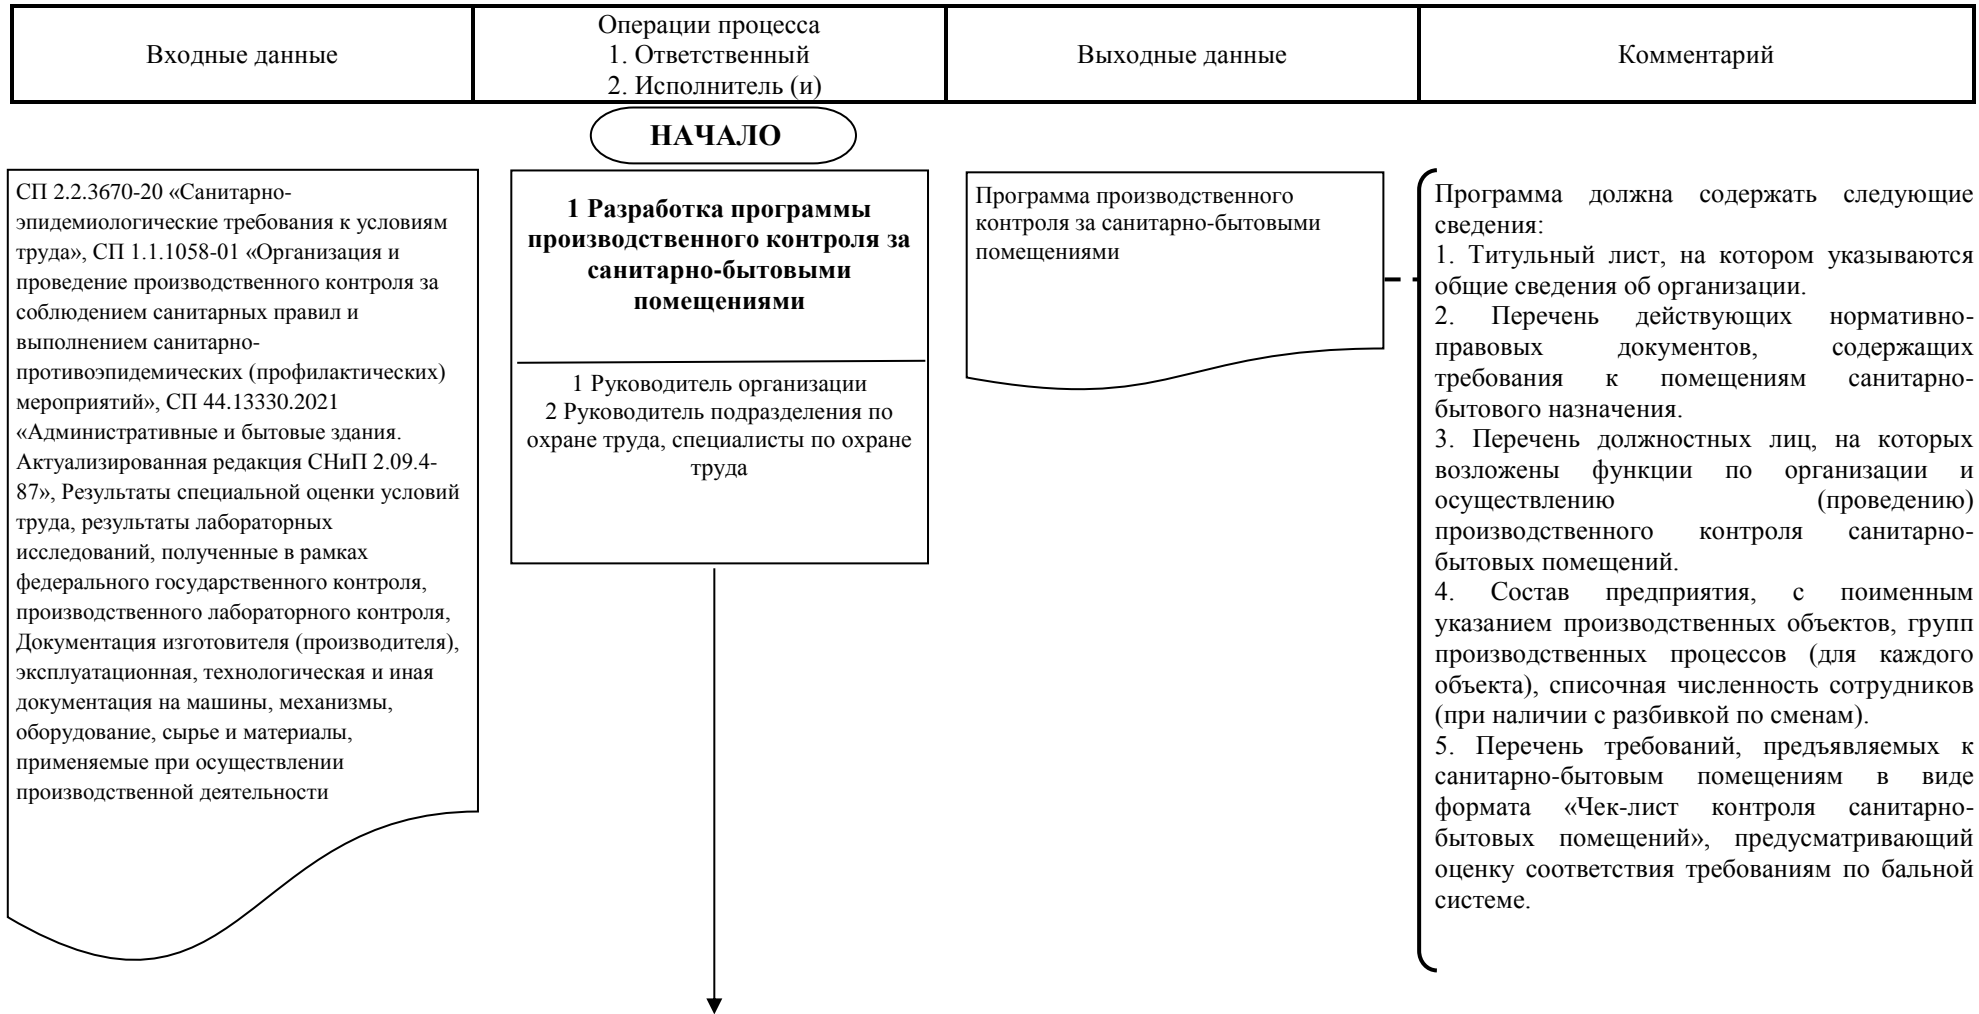 Входные данные
Операции процесса
1. Ответственный
2. Исполнитель (и)
Выходные данные
Комментарий
НАЧАЛО
СП 2.2.3670-20 «Санитарно-
эпидемиологические требования к условиям
труда», СП 1.1.1058-01 «Организация и
проведение производственного контроля за
соблюдением санитарных правил и
выполнением санитарно-
противоэпидемических (профилактических)
мероприятий», СП 44.13330.2021
«Административные и бытовые здания.
Актуализированная редакция СНиП 2.09.4-
87», Результаты специальной оценки условий
труда, результаты лабораторных
исследований, полученные в рамках
федерального государственного контроля,
производственного лабораторного контроля,
Документация изготовителя (производителя),
эксплуатационная, технологическая и иная
документация на машины, механизмы,
оборудование, сырье и материалы,
применяемые при осуществлении
производственной деятельности
1 Разработка программы
производственного контроля за
санитарно-бытовыми
помещениями
1 Руководитель организации
2 Руководитель подразделения по
охране труда, специалисты по охране
труда
Программа производственного
контроля за санитарно-бытовыми
помещениями
Программа должна содержать следующие
сведения:
1. Титульный лист, на котором указываются
общие сведения об организации.
2. Перечень действующих нормативно-
правовых документов, содержащих
требования к помещениям санитарно-
бытового назначения.
3. Перечень должностных лиц, на которых
возложены функции по организации и
осуществлению (проведению)
производственного контроля санитарно-
бытовых помещений.
4. Состав предприятия, с поименным
указанием производственных объектов, групп
производственных процессов (для каждого
объекта), списочная численность сотрудников
(при наличии с разбивкой по сменам).
5. Перечень требований, предъявляемых к
санитарно-бытовым помещениям в виде
формата «Чек-лист контроля санитарно-
бытовых помещений», предусматривающий
оценку соответствия требованиям по бальной
системе.